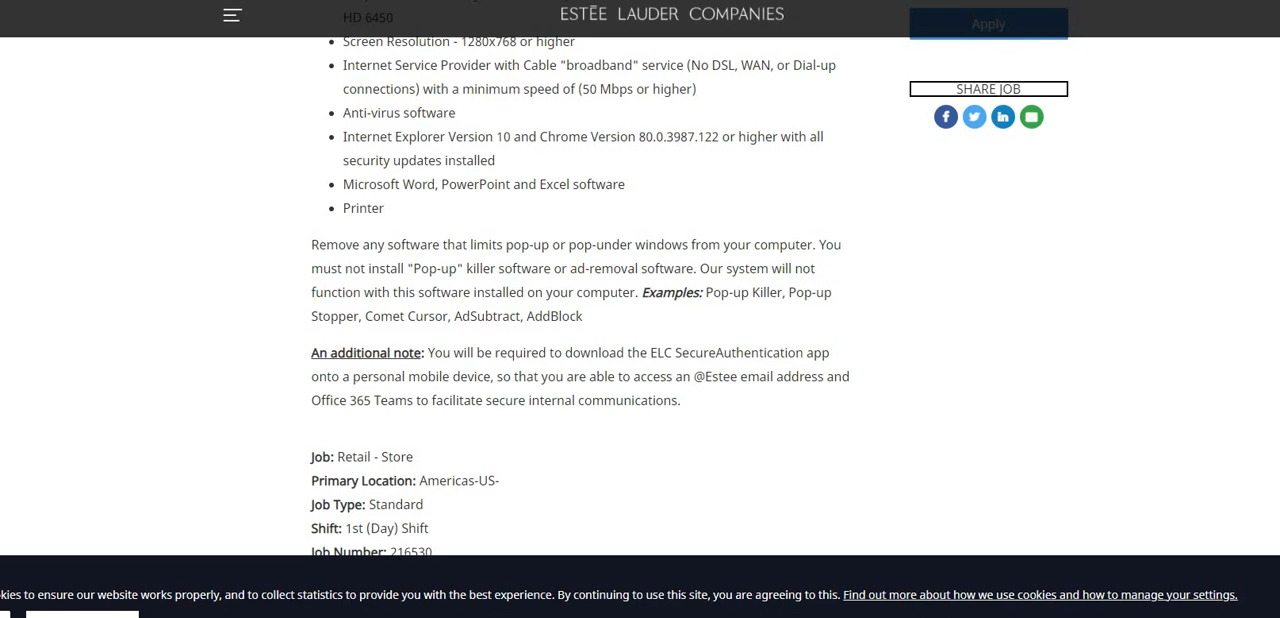 HD 6450
ESTĒE LAUDER COMPANIES
Apply
Screen Resolution - 1280x768 or higher
Internet Service Provider with Cable "broadband" service (No DSL, WAN, or Dial-up
connections) with a minimum speed of (50 Mbps or higher)
SHARE JOB
Anti-virus software
Internet Explorer Version 10 and Chrome Version 80.0.3987.122 or higher with all
security updates installed
Microsoft Word, PowerPoint and Excel software
Printer
Remove any software that limits pop-up or pop-under windows from your computer. You
must not install "Pop-up" killer software or ad-removal software. Our system will not
function with this software installed on your computer. Examples: Pop-up Killer, Pop-up
Stopper, Comet Cursor, AdSubtract, AddBlock
An additional note: You will be required to download the ELC SecureAuthentication app
onto a personal mobile device, so that you are able to access an @Estee email address and
Office 365 Teams to facilitate secure internal communications.
Job: Retail - Store
Primary Location: Americas-US-
Job Type: Standard
Shift: 1st (Day) Shift
Job Number: 216530
kies to ensure our website works properly, and to collect statistics to provide you with the best experience. By continuing to use this site, you are agreeing to this. Find out more about how we use cookies and how to manage your settings.